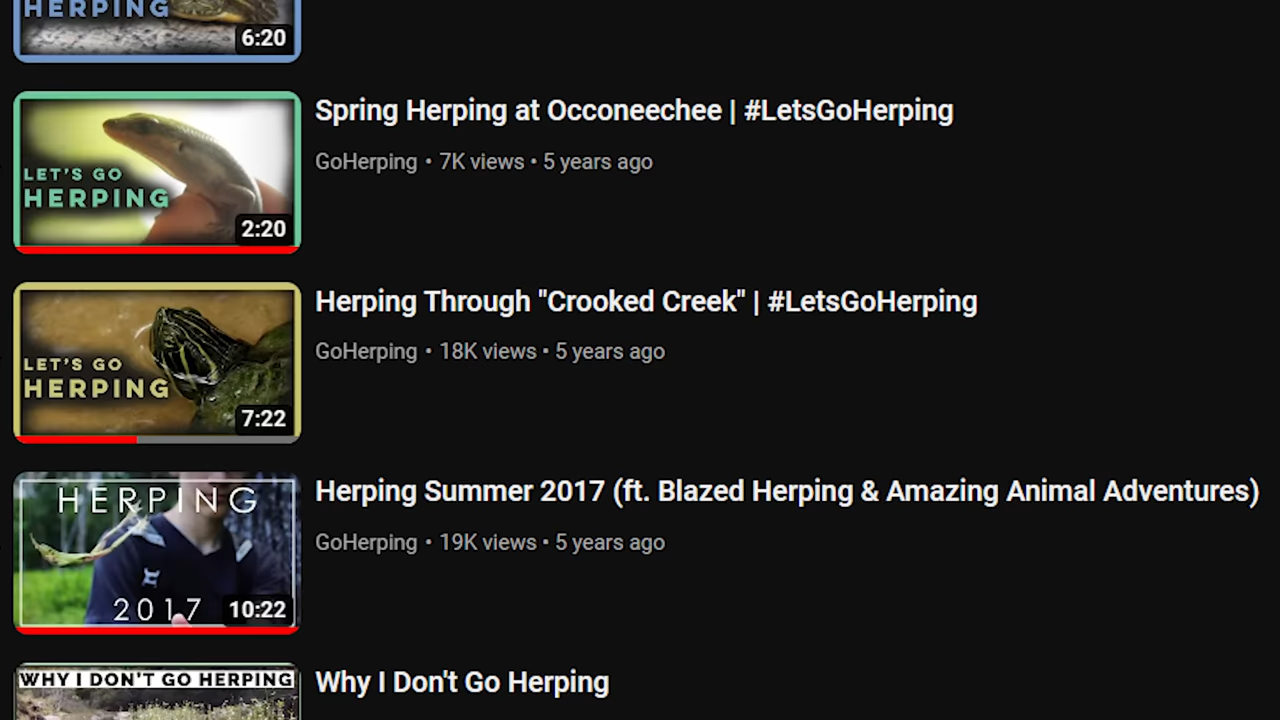 HERPING
6:20
LET'S GO
HERPING
2:20
Spring Herping at Occoneechee | #LetsGoHerping
GoHerping • 7K views • 5 years ago
LET'S GO
HERPING
7:22
Herping Through "Crooked Creek" | #LetsGoHerping
GoHerping • 18K views • 5 years ago
HERPING
2017
10:22
Herping Summer 2017 (ft. Blazed Herping & Amazing Animal Adventures)
GoHerping • 19K views • 5 years ago
WHY I DON'T GO HERPING
Why I Don't Go Herping